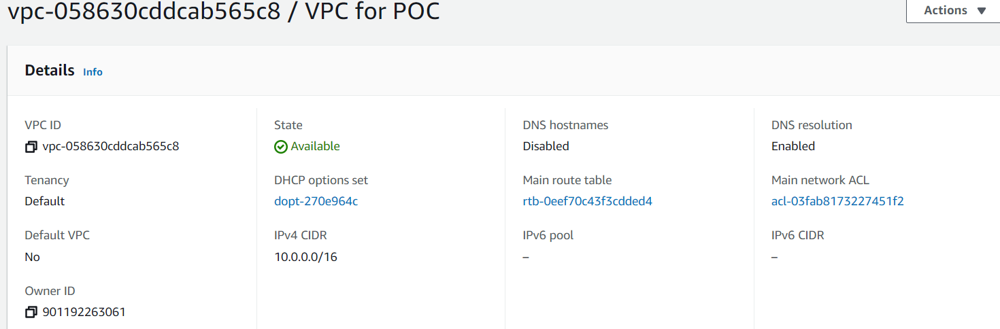 vpc-058630cddcab565c8 / VPC for POC
Actions
Details Info
VPC ID
vpc-058630cddcab565c8
State
Available
DNS hostnames
Disabled
DNS resolution
Enabled
Tenancy
Default
DHCP options set
dopt-270e964c
Main route table
rtb-0eef70c43f3cdded4
Main network ACL
acl-03fab8173227451f2
Default VPC
No
IPv4 CIDR
10.0.0.0/16
IPv6 pool
–
IPv6 CIDR
–
Owner ID
901192263061